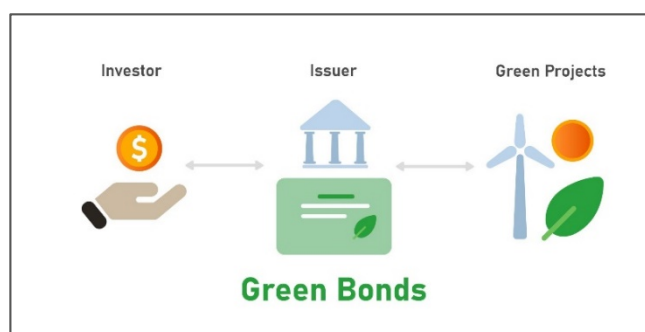 Investor
Issuer
Green Projects
$
Green Bonds